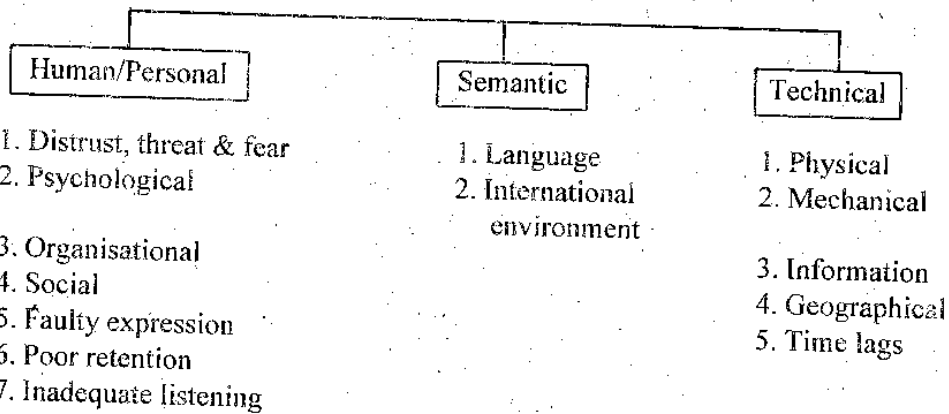 Human/Personal
1. Distrust, threat & fear
2. Psychological
3. Organisational
4. Social
5. Faulty expression
6. Poor retention
7. Inadequate listening
Semantic
1. Language
2. International
environment
Technical
1. Physical
2. Mechanical
3. Information
4. Geographical
5. Time lags